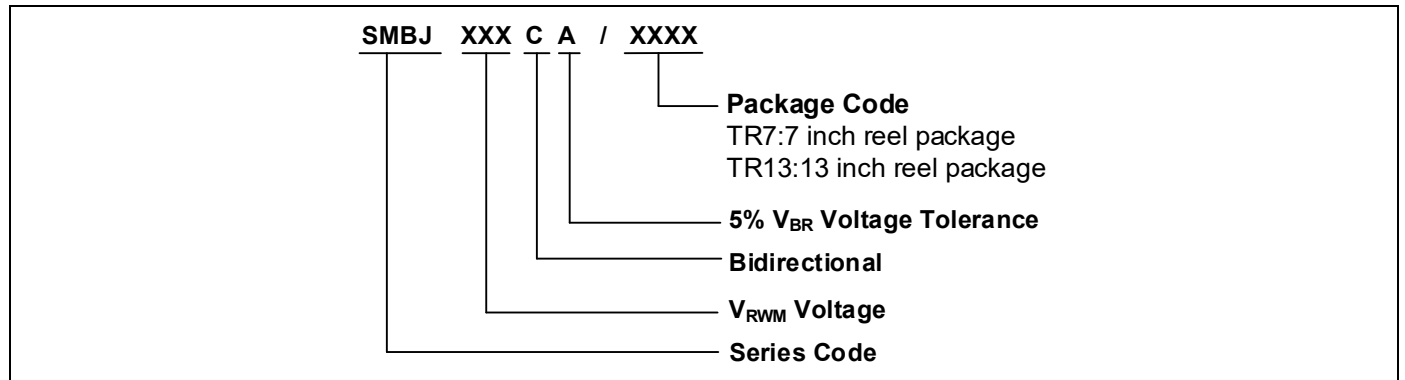 SMBJ XXX C A / XXXX
Package Code
TR7:7 inch reel package
TR13:13 inch reel package
5% VBR Voltage Tolerance
Bidirectional
VRWM Voltage
Series Code